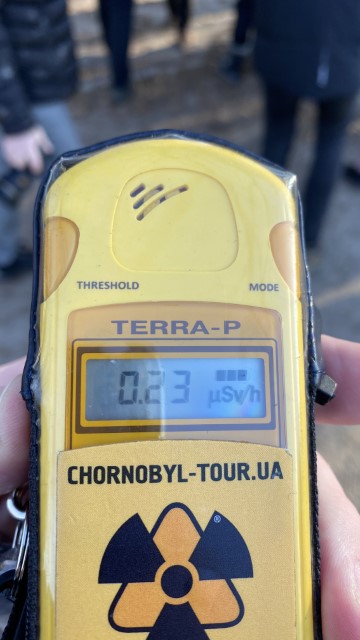 THRESHOLD MODE
TERRA-P
0.23 µSv/h
CHORNOBYL-TOUR.UA
®